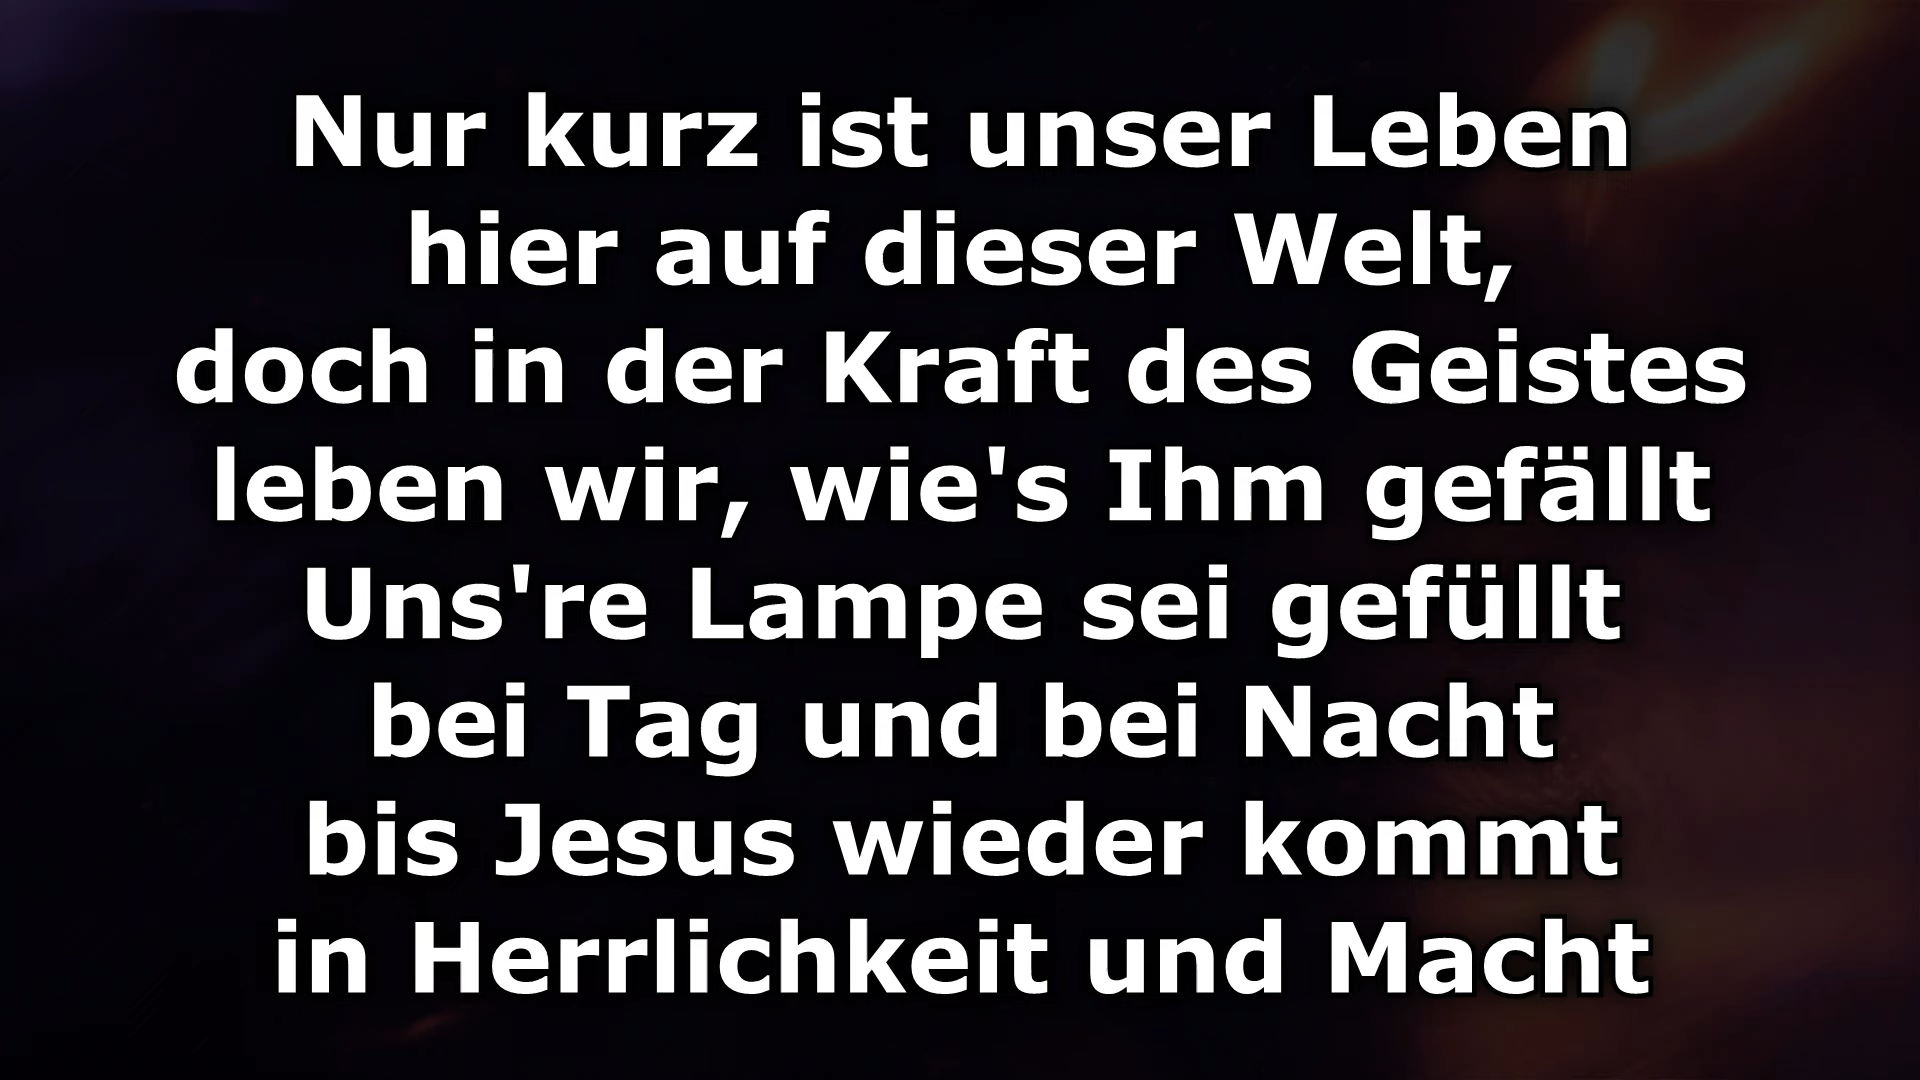 Nur kurz ist unser Leben
hier auf dieser Welt,
doch in der Kraft des Geistes
leben wir, wie's Ihm gefällt
Uns're Lampe sei gefüllt
bei Tag und bei Nacht
bis Jesus wieder kommt
in Herrlichkeit und Macht